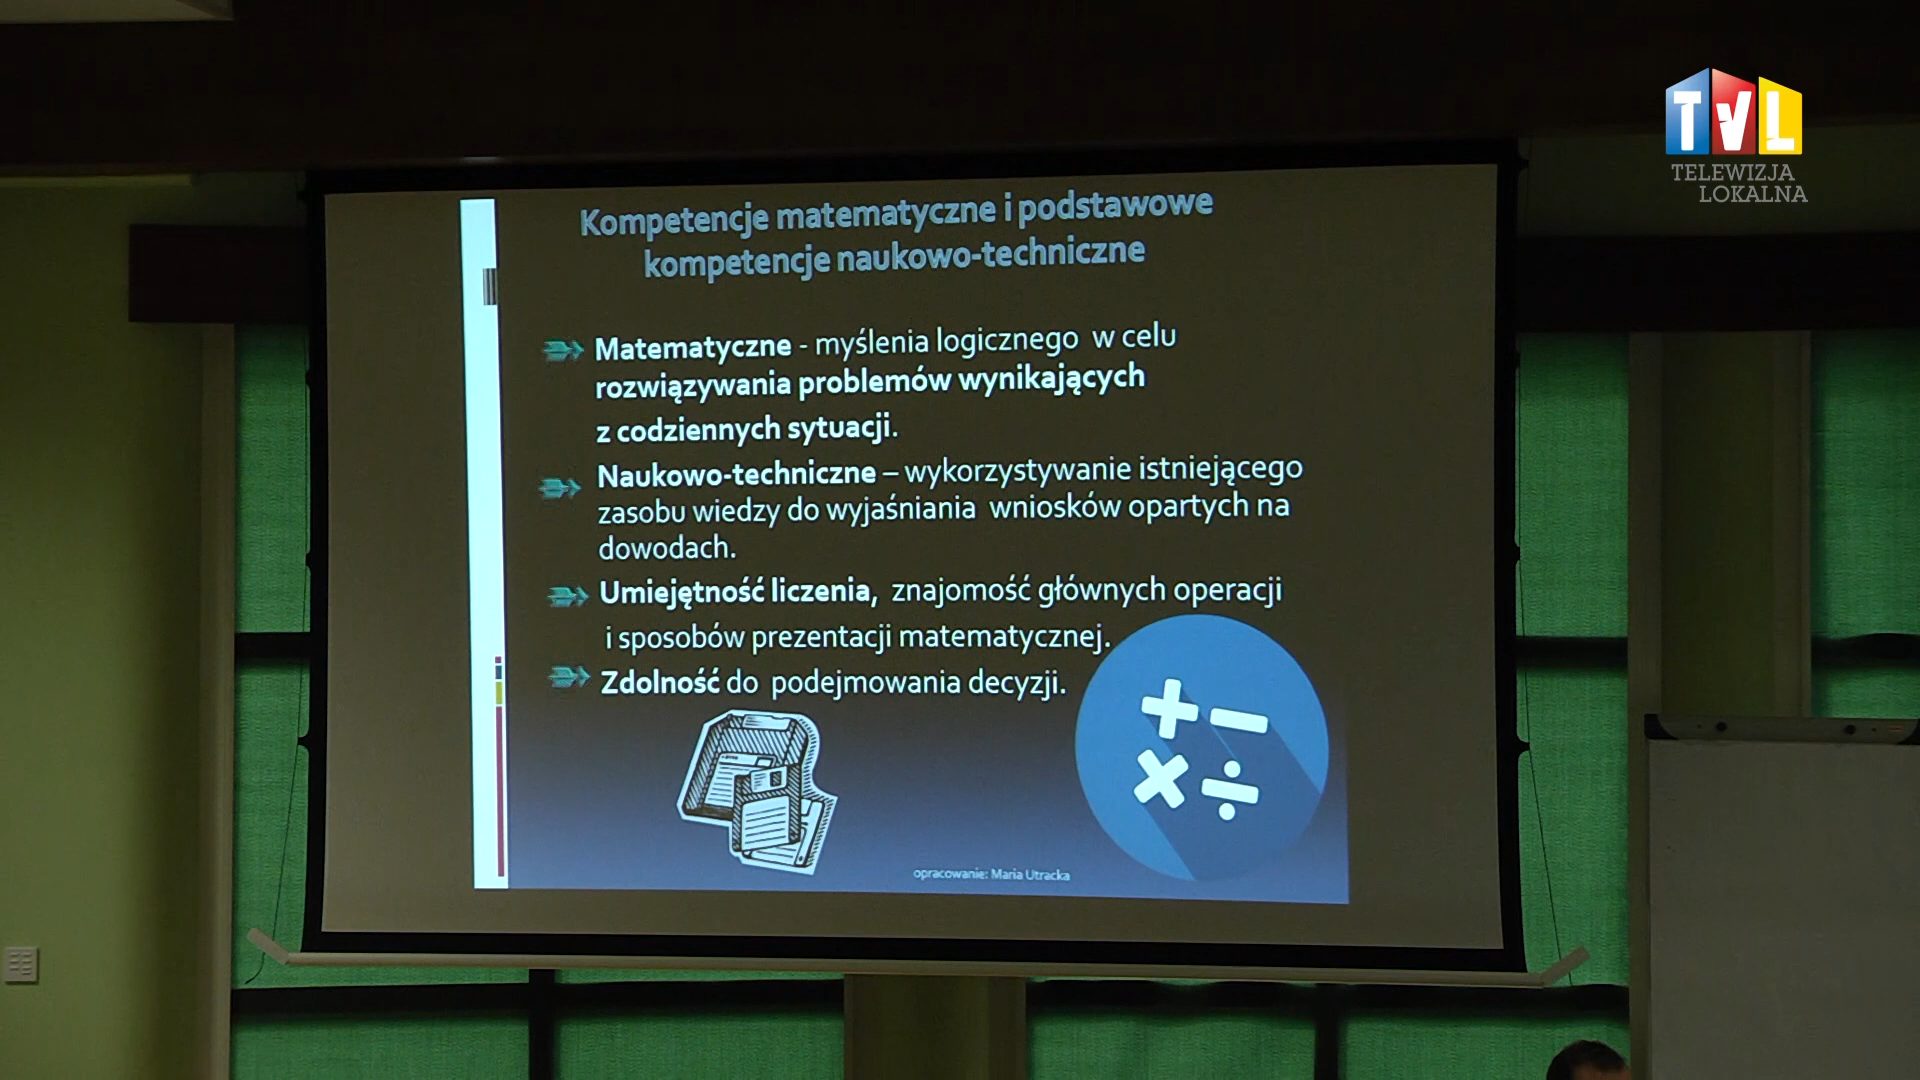 TVL
TELEWIZJA
LOKALNA
Kompetencje matematyczne i podstawowe
kompetencje naukowo-techniczne
Matematyczne - myślenia logicznego w celu
rozwiązywania problemów wynikających
z codziennych sytuacji.
Naukowo-techniczne – wykorzystywanie istniejącego
zasobu wiedzy do wyjaśniania wniosków opartych na
dowodach.
Umiejętność liczenia, znajomość głównych operacji
i sposobów prezentacji matematycznej.
Zdolność do podejmowania decyzji.
opracowanie: Maria Utracka